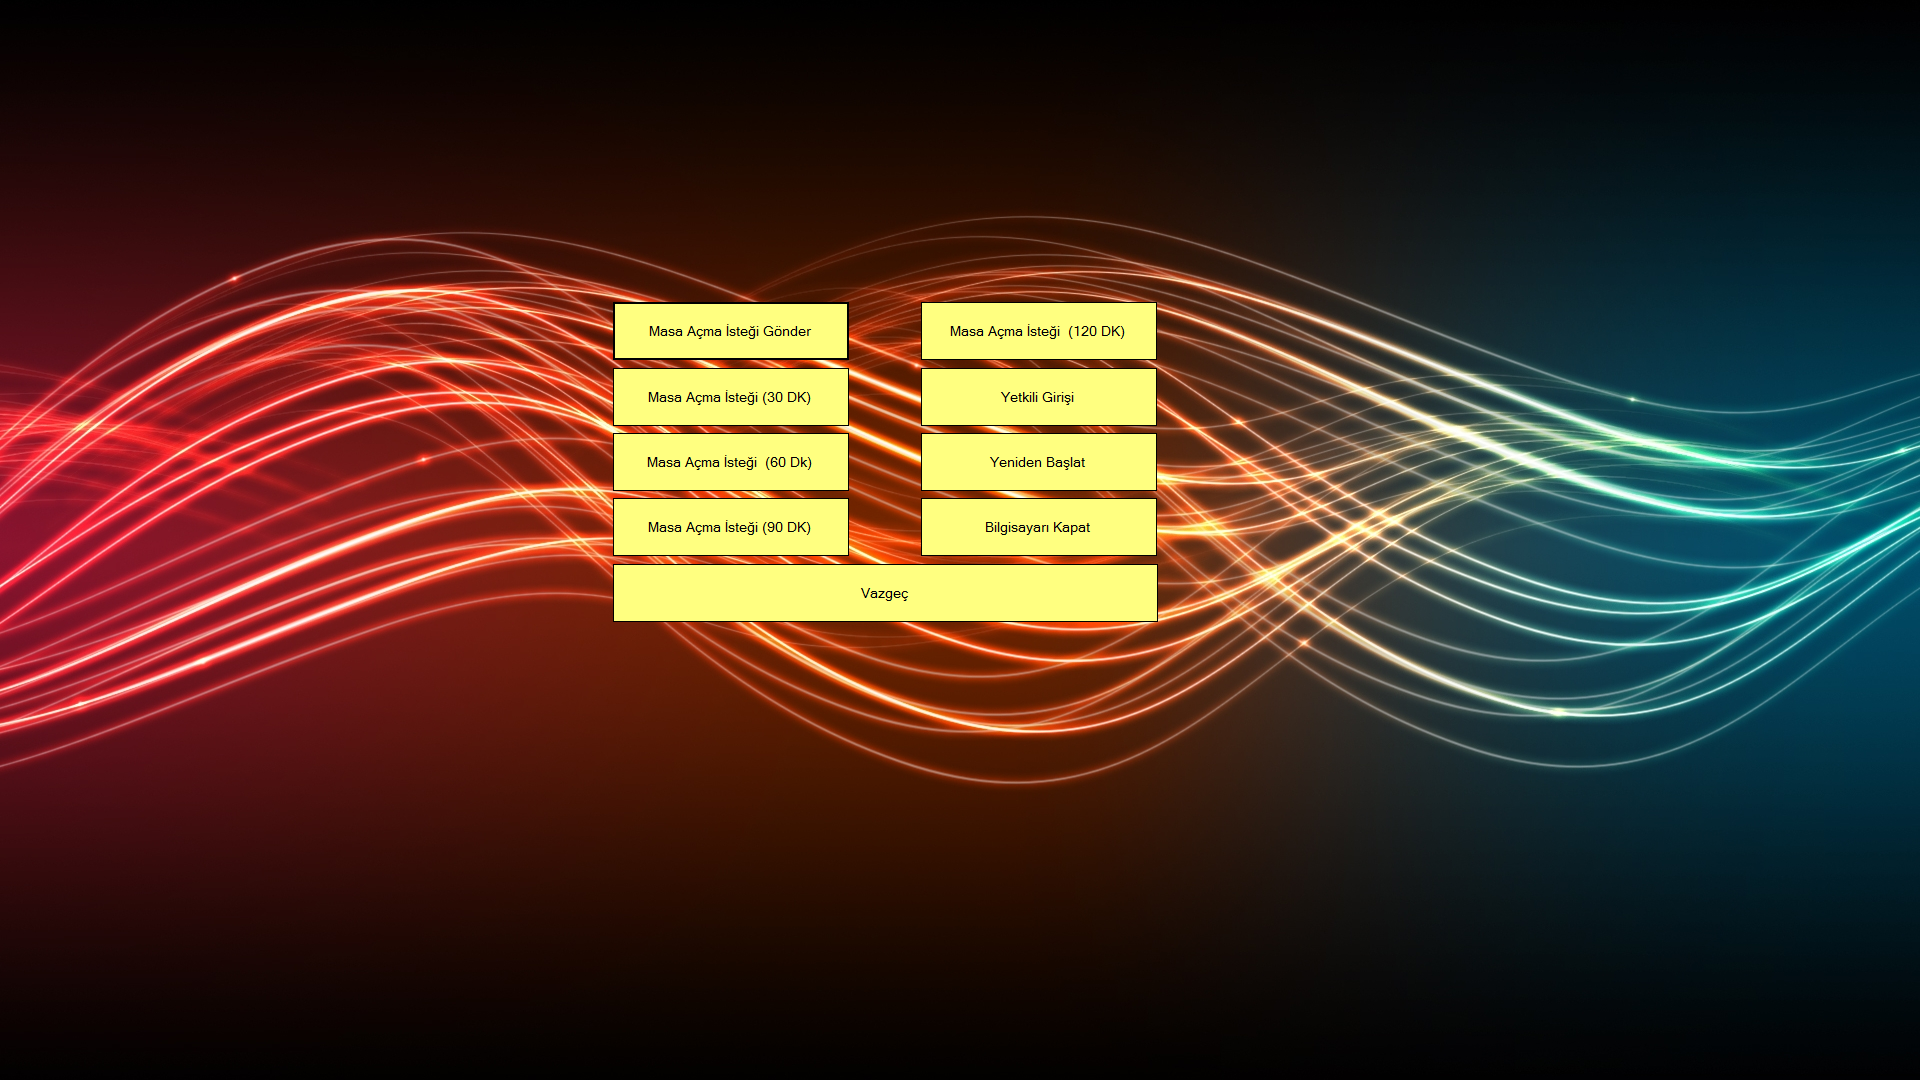 Masa Açma İsteği Gönder
Masa Açma İsteği (120 DK)
Masa Açma İsteği (30 DK)
Yetkili Girişi
Masa Açma İsteği (60 Dk)
Yeniden Başlat
Masa Açma İsteği (90 DK)
Bilgisayarı Kapat
Vazgeç